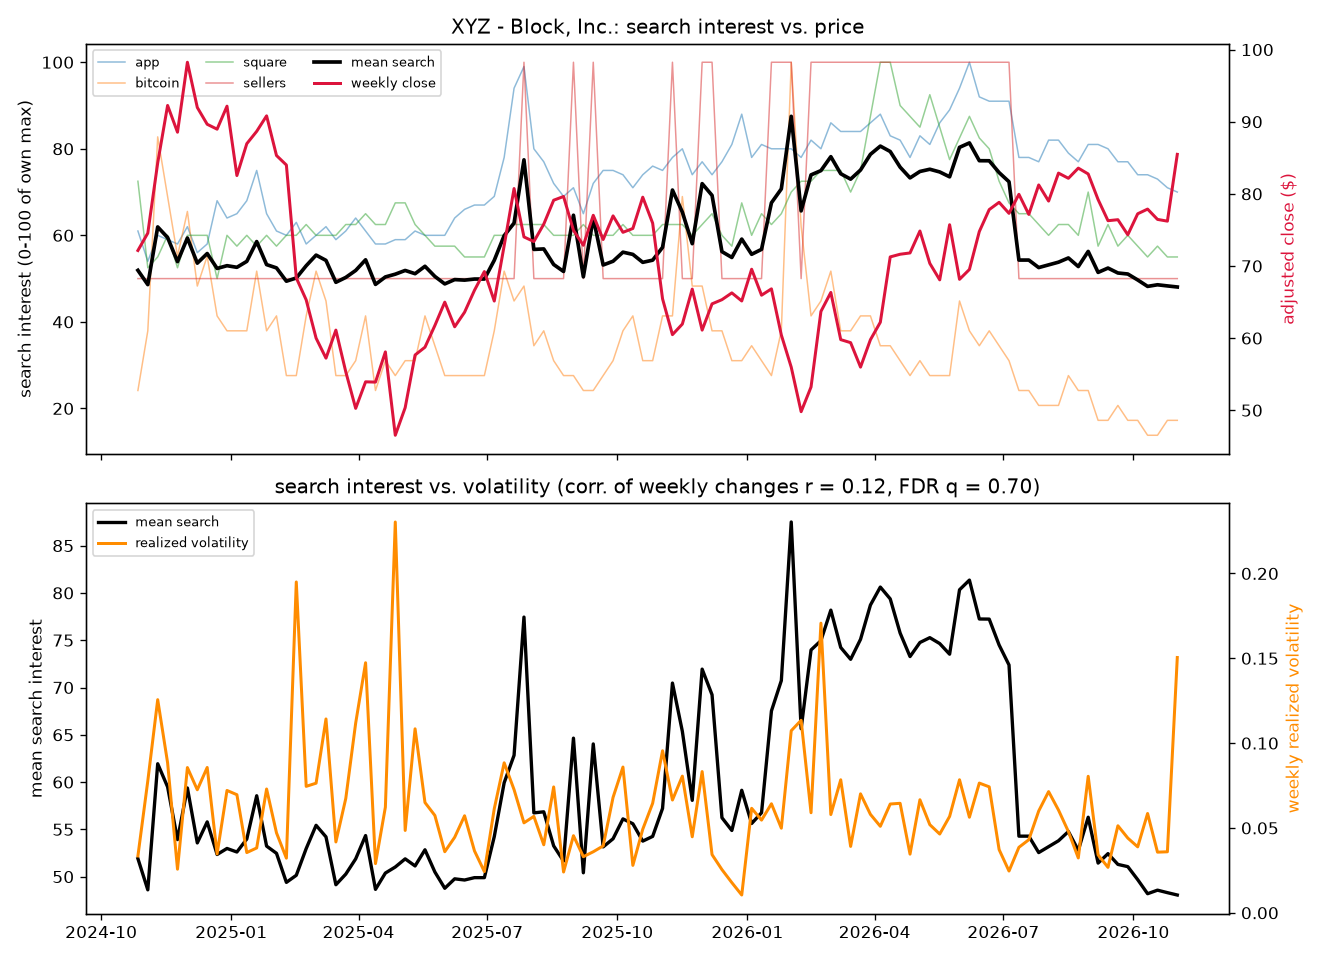 XYZ - Block, Inc.: search interest vs. price
app
bitcoin
square
sellers
mean search
weekly close
search interest (0-100 of own max)
100
80
60
40
20
adjusted close ($)
100
90
80
70
60
50
search interest vs. volatility (corr. of weekly changes r = 0.12, FDR q = 0.70)
mean search
realized volatility
mean search interest
85
80
75
70
65
60
55
50
weekly realized volatility
0.20
0.15
0.10
0.05
0.00
2024-10 2025-01 2025-04 2025-07 2025-10 2026-01 2026-04 2026-07 2026-10